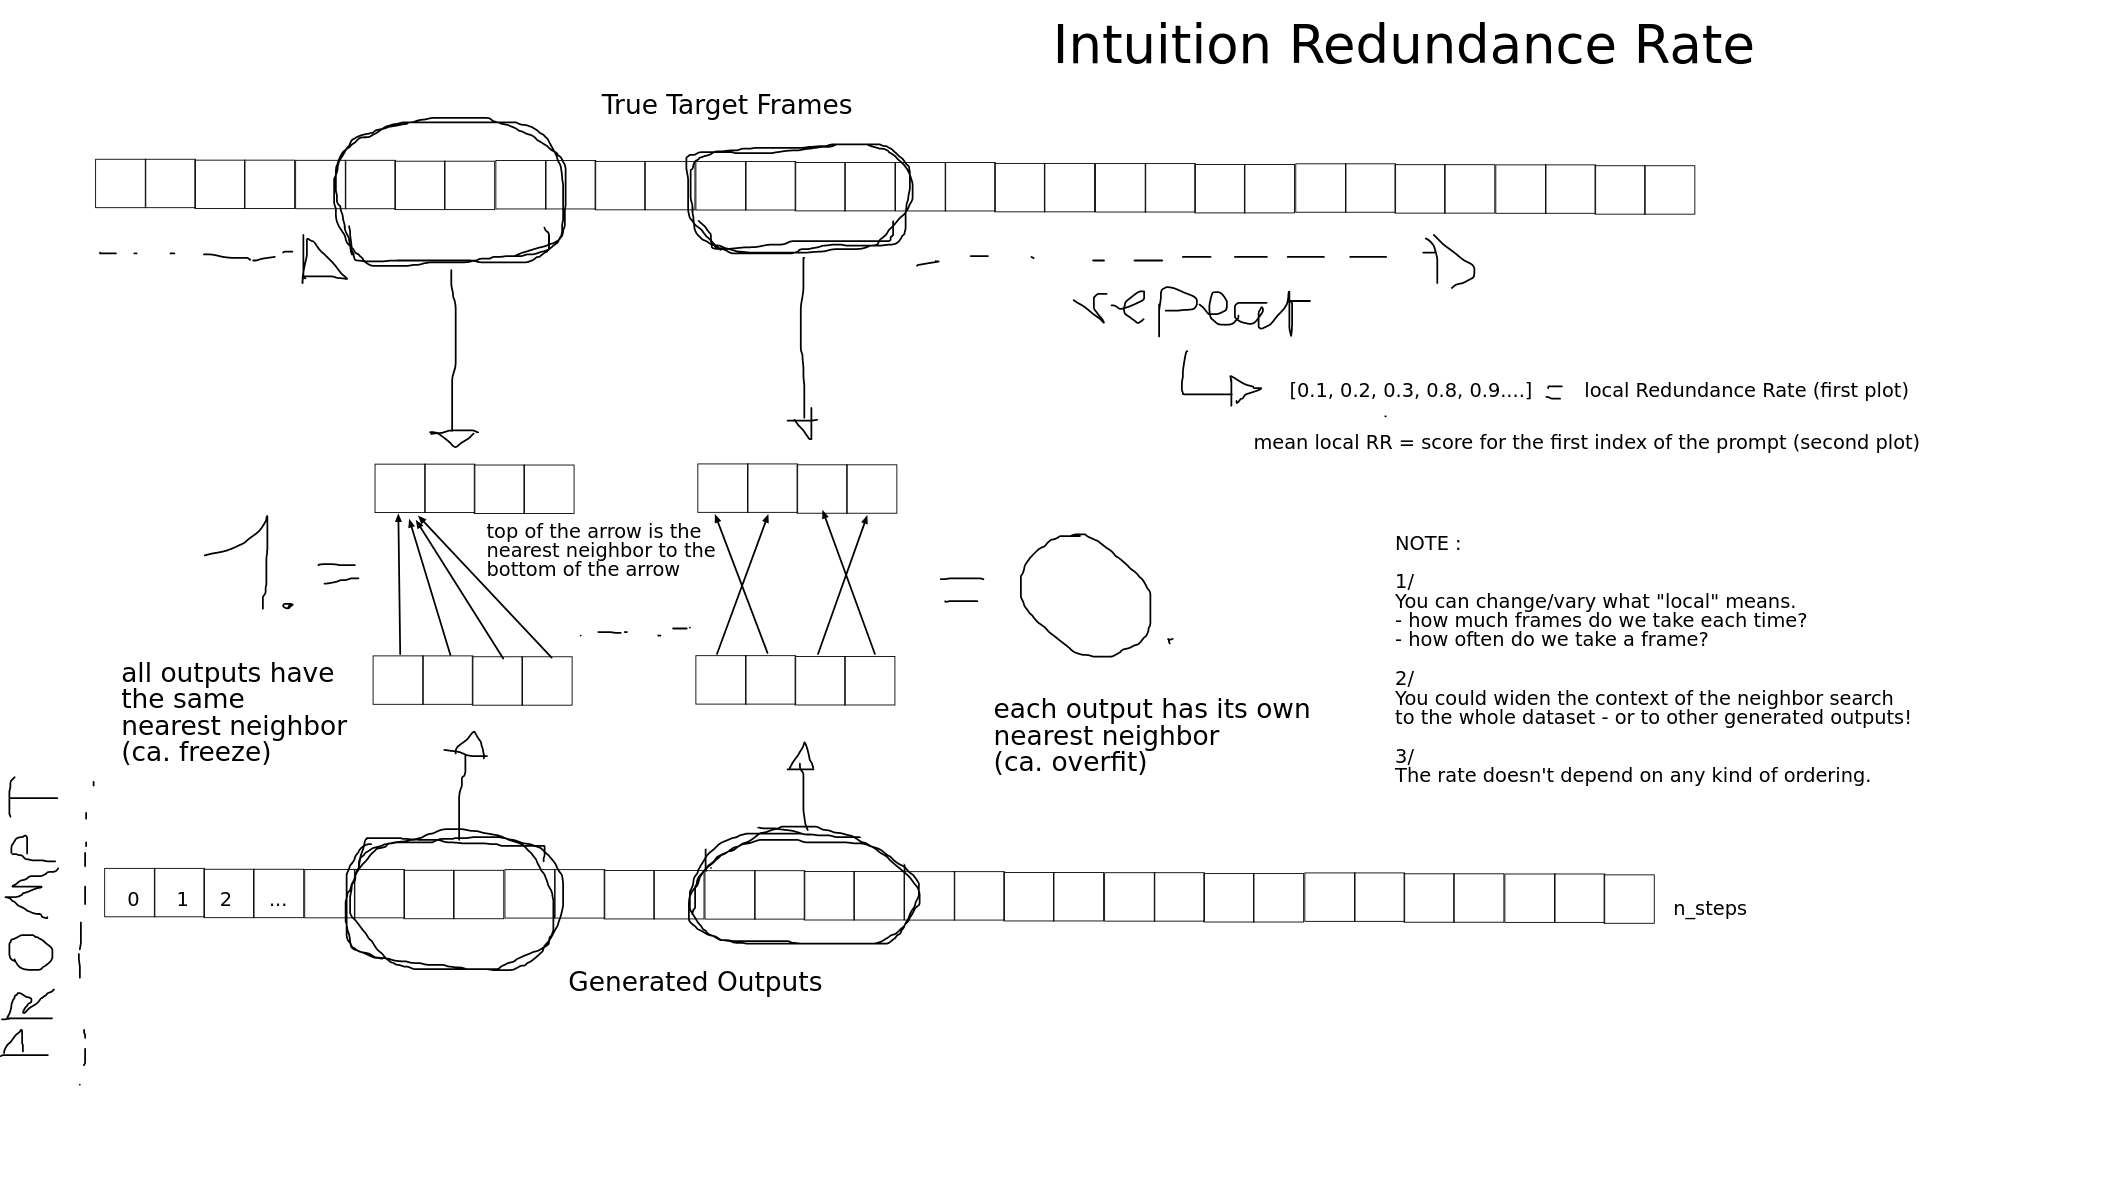 Intuition Redundance Rate
True Target Frames
repeat
[0.1, 0.2, 0.3, 0.8, 0.9....] = local Redundance Rate (first plot)
mean local RR = score for the first index of the prompt (second plot)
top of the arrow is the
nearest neighbor to the
bottom of the arrow
1. =
= 0.
all outputs have
the same
nearest neighbor
(ca. freeze)
each output has its own
nearest neighbor
(ca. overfit)
NOTE :
1/
You can change/vary what "local" means.
- how much frames do we take each time?
- how often do we take a frame?
2/
You could widen the context of the neighbor search
to the whole dataset - or to other generated outputs!
3/
The rate doesn't depend on any kind of ordering.
PROMPT
0 1 2 ...
n_steps
Generated Outputs